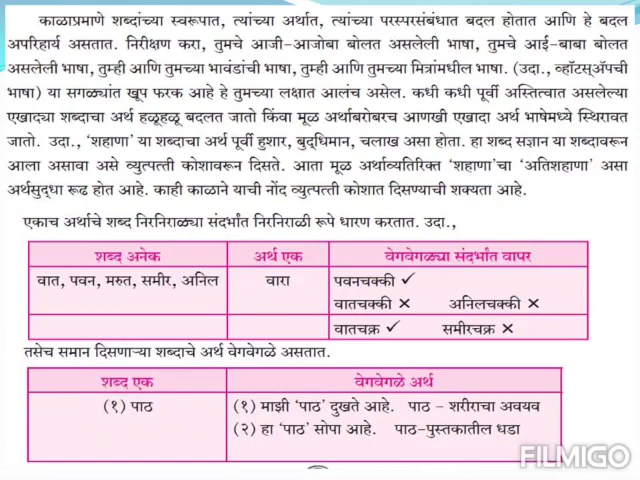 काळाप्रमाणे शब्दांच्या स्वरूपात, त्यांच्या अर्थात, त्यांच्या परस्परसंबंधात बदल होतात आणि हे बदल
अपरिहार्य असतात. निरीक्षण करा, तुमचे आजी-आजोबा बोलत असलेली भाषा, तुमचे आई-बाबा बोलत
असलेली भाषा, तुम्ही आणि तुमच्या भावंडांची भाषा, तुम्ही आणि तुमच्या मित्रांमधील भाषा. (उदा., व्हॉटस्ॲपची
भाषा) या सगळ्यांत खूप फरक आहे हे तुमच्या लक्षात आलंच असेल. कधी कधी पूर्वी अस्तित्वात असलेल्या
एखाद्या शब्दाचा अर्थ हळूहळू बदलत जातो किंवा मूळ अर्थाबरोबरच आणखी एखादा अर्थ भाषेमध्ये स्थिरावत
जातो. उदा., ‘शहाणा’ या शब्दाचा अर्थ पूर्वी हुशार, बुद्धिमान, चलाख असा होता. हा शब्द सज्ञान या शब्दावरून
आला असावा असे व्युत्पत्ती कोशावरून दिसते. आता मूळ अर्थाव्यतिरिक्त ‘शहाणा’चा ‘अतिशहाणा’ असा
अर्थसुद्धा रूढ होत आहे. काही काळाने याची नोंद व्युत्पत्ती कोशात दिसण्याची शक्यता आहे.
एकाच अर्थाचे शब्द निरनिराळ्या संदर्भांत निरनिराळी रूपे धारण करतात. उदा.,
शब्द अनेक अर्थ एक वेगवेगळ्या संदर्भांत वापर
वात, पवन, मरुत, समीर, अनिल वारा पवनचक्की ✓
वातचक्की ✕ अनिलचक्की ✕
वातचक्र ✓ समीरचक्र ✕
तसेच समान दिसणाऱ्या शब्दाचे अर्थ वेगवेगळे असतात.
शब्द एक वेगवेगळे अर्थ
(१) पाठ (१) माझी ‘पाठ’ दुखते आहे. पाठ - शरीराचा अवयव
(२) हा ‘पाठ’ सोपा आहे. पाठ-पुस्तकातील धडा
FILMIGO